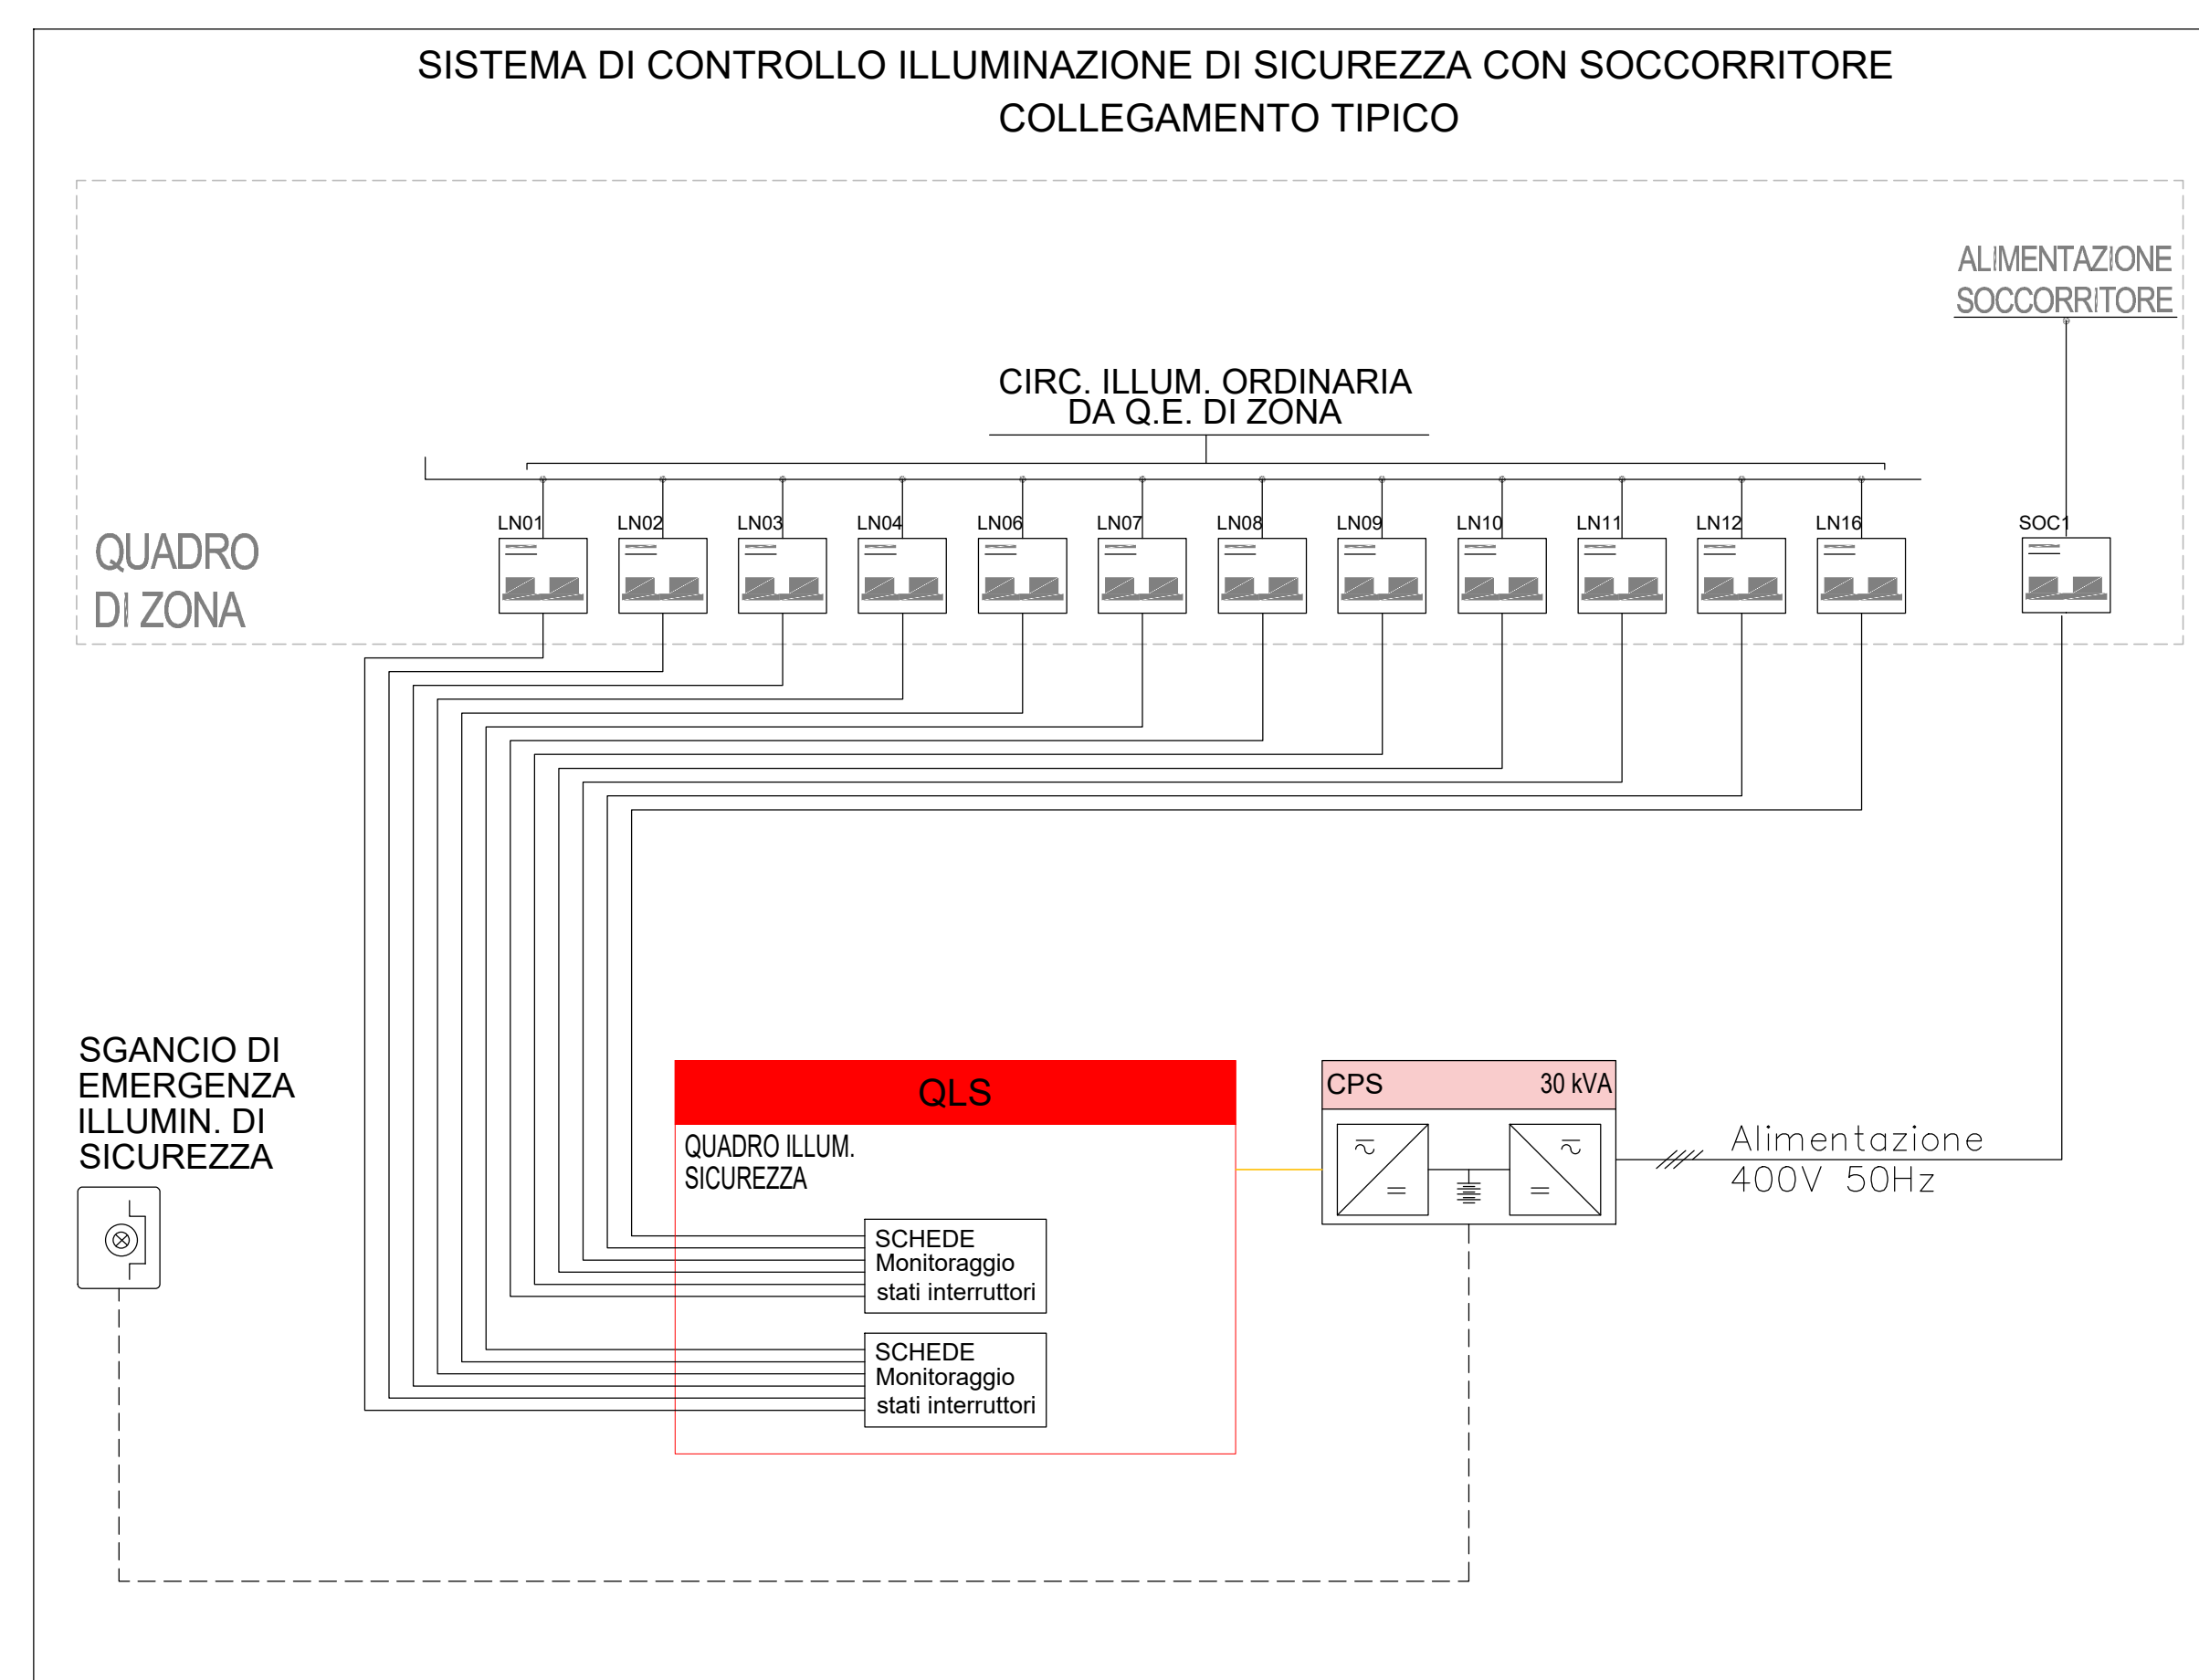 SISTEMA DI CONTROLLO ILLUMINAZIONE DI SICUREZZA CON SOCCORRITORE
COLLEGAMENTO TIPICO
ALIMENTAZIONE
SOCCORRITORE
CIRC. ILLUM. ORDINARIA
DA Q.E. DI ZONA
QUADRO
DI ZONA
LN01
LN02
LN03
LN04
LN06
LN07
LN08
LN09
LN10
LN11
LN12
LN16
SOC1
SGANCIO DI
EMERGENZA
ILLUMIN. DI
SICUREZZA
QLS
QUADRO ILLUM.
SICUREZZA
SCHEDE
Monitoraggio
stati interruttori
SCHEDE
Monitoraggio
stati interruttori
CPS 30 kVA
Alimentazione
400V 50Hz